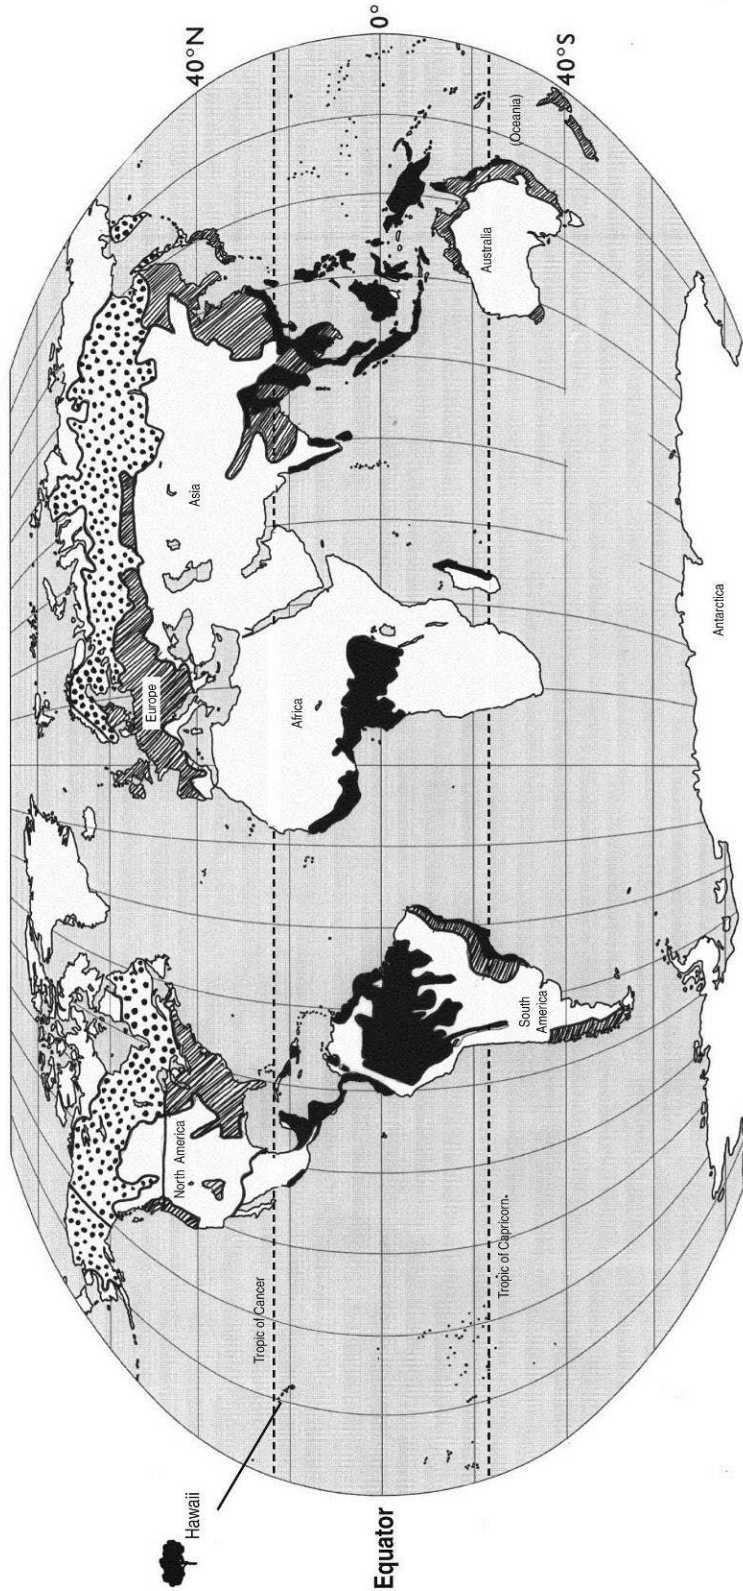 40°N
0°
40°S
(Oceania)
Asia
Australia
Europe
Africa
Antarctica
North America
South
America
Tropic of Cancer
Tropic of Capricorn
Hawaii
Equator